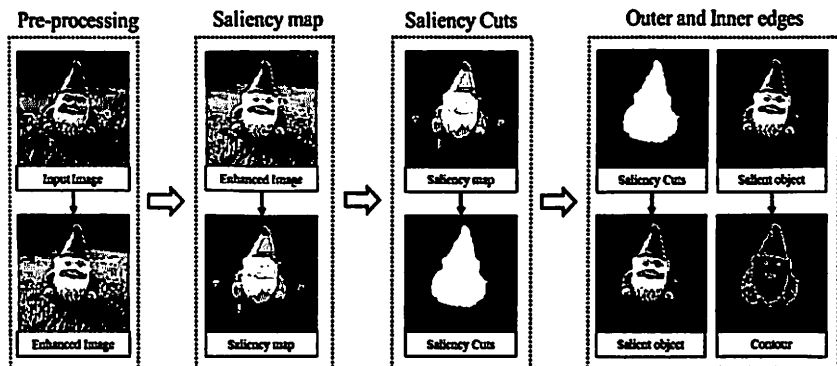 Pre-processing
Saliency map
Saliency Cuts
Outer and Inner edges
Input Image
Enhanced Image
Saliency map
Saliency Cuts
Salient object
Enhanced Image
Saliency map
Saliency Cuts
Salient object
Contour